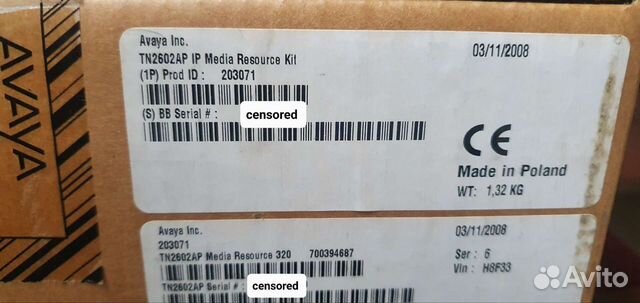 AVAYA
Avaya Inc.
03/11/2008
TN2602AP IP Media Resource Kit
(1P) Prod ID : 203071
(S) BB Serial # : censored
CE
Made in Poland
WT: 1,32 KG
Avaya Inc.
03/11/2008
203071
TN2602AP Media Resource 320 700394687
Ser : 6
Vin : H8F33
TN2602AP Serial # : censored
Avito